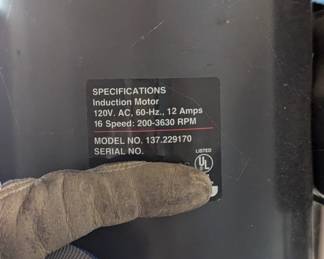 SPECIFICATIONS
Induction Motor
120V. AC, 60-Hz., 12 Amps
16 Speed: 200-3630 RPM
MODEL NO. 137.229170
SERIAL NO.
LISTED
UL